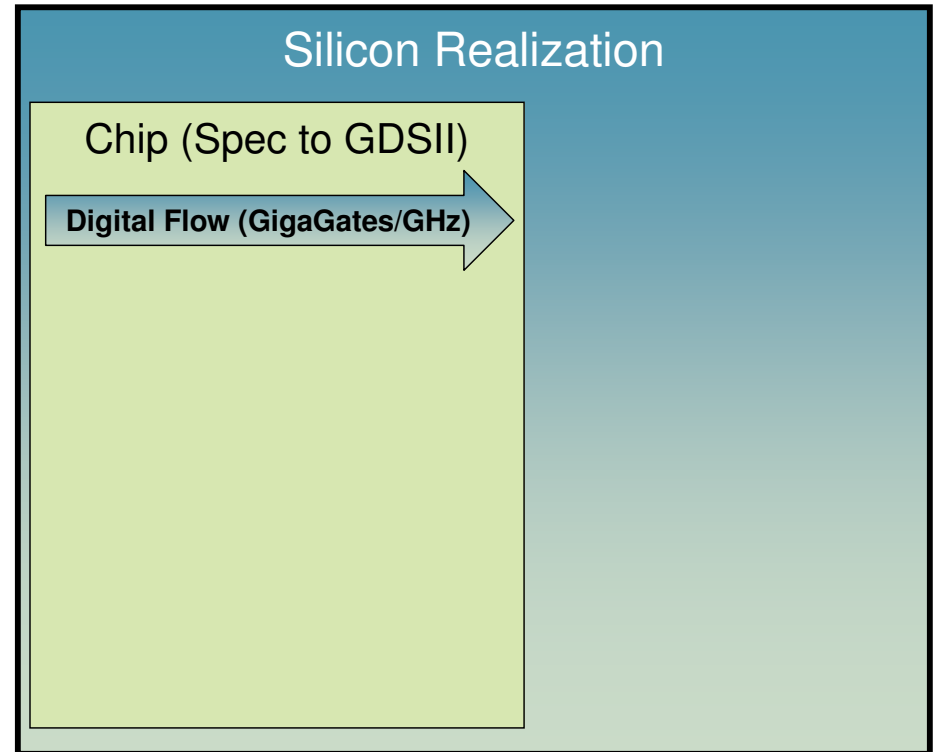 Silicon Realization
Chip (Spec to GDSII)
Digital Flow (GigaGates/GHz)